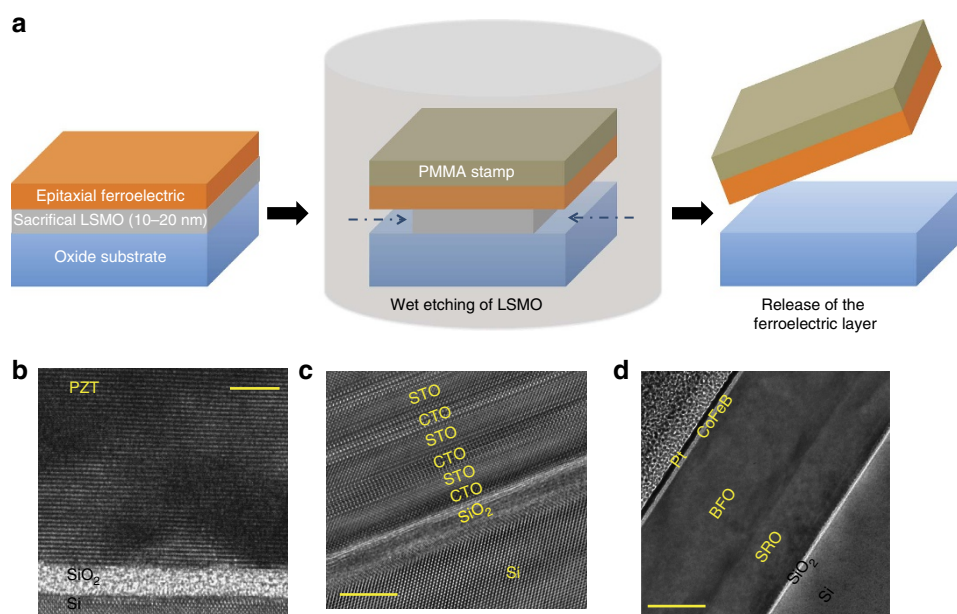 a
Epitaxial ferroelectric
Sacrifical LSMO (10–20 nm)
Oxide substrate
PMMA stamp
Wet etching of LSMO
Release of the
ferroelectric layer
b
PZT
SiO₂
Si
c
STO
CTO
STO
CTO
STO
CTO
SiO₂
Si
d
CoFeB
Pt
BFO
SRO
SiO₂
Si